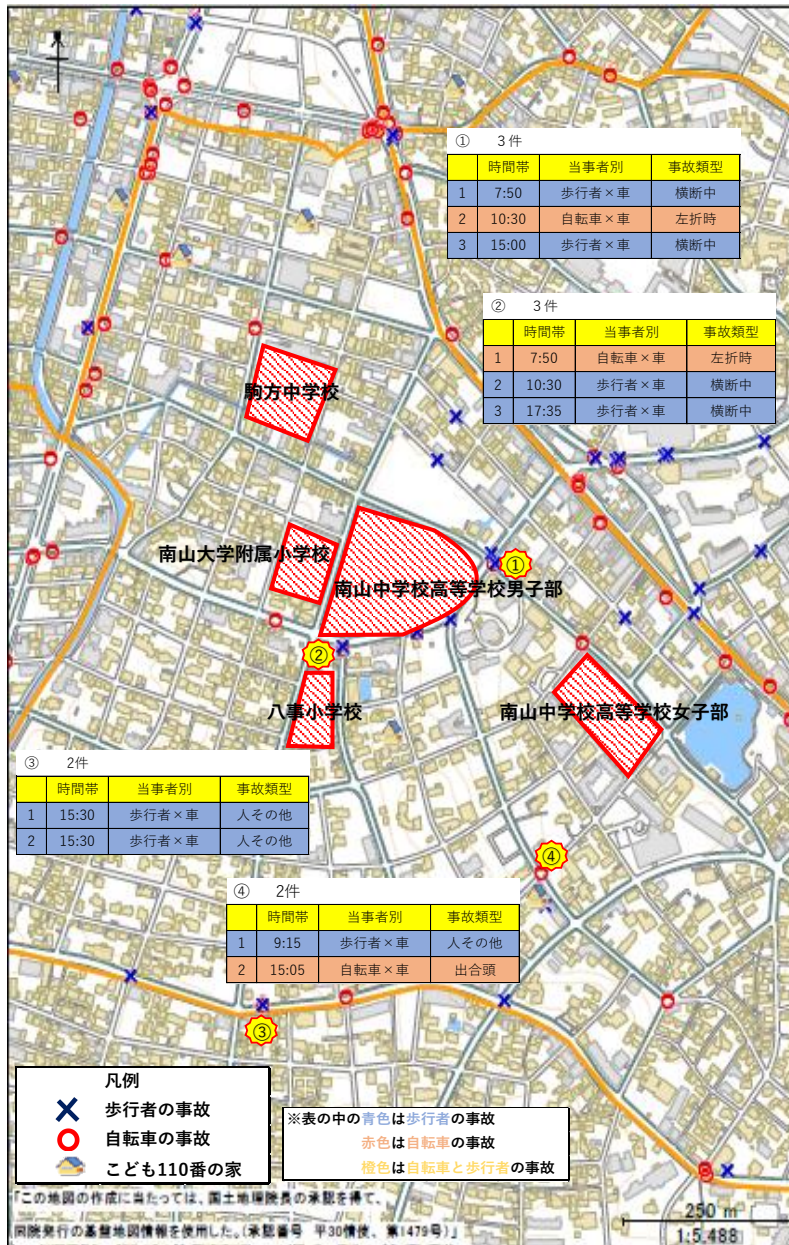 ① 3件
時間帯 当事者別 事故類型
1 7:50 歩行者×車 横断中
2 10:30 自転車×車 左折時
3 15:00 歩行者×車 横断中
② 3件
時間帯 当事者別 事故類型
1 7:50 自転車×車 左折時
2 10:30 歩行者×車 横断中
3 17:35 歩行者×車 横断中
駒方中学校
南山大学附属小学校
南山中学校高等学校男子部
①
②
八事小学校
南山中学校高等学校女子部
③ 2件
時間帯 当事者別 事故類型
1 15:30 歩行者×車 人その他
2 15:30 歩行者×車 人その他
④
④ 2件
時間帯 当事者別 事故類型
1 9:15 歩行者×車 人その他
2 15:05 自転車×車 出合頭
③
凡例
歩行者の事故
自転車の事故
こども110番の家
※表の中の青色は歩行者の事故
赤色は自転車の事故
橙色は自転車と歩行者の事故
「この地図の作成に当たっては、国土地理院長の承認を得て、
同院発行の基盤地図情報を使用した。(承認番号 平30情使、第1479号)」
250 m
1:5,488